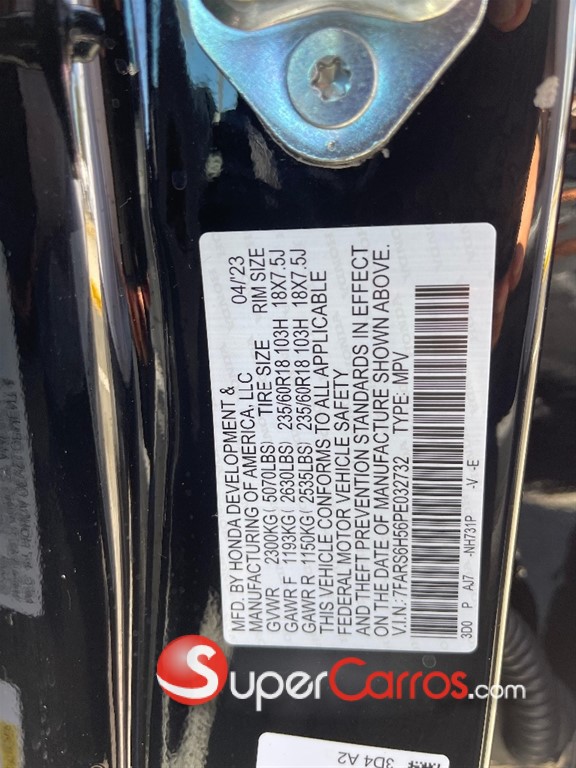 MFD. BY HONDA DEVELOPMENT & 04/'23
MANUFACTURING OF AMERICA, LLC
GVWR 2300KG( 5070LBS) TIRE SIZE RIM SIZE
GAWR F 1193KG( 2630LBS) 235/60R18 103H 18X7.5J
GAWR R 1150KG( 2535LBS) 235/60R18 103H 18X7.5J
THIS VEHICLE CONFORMS TO ALL APPLICABLE
FEDERAL MOTOR VEHICLE SAFETY
AND THEFT PREVENTION STANDARDS IN EFFECT
ON THE DATE OF MANUFACTURE SHOWN ABOVE.
V.I.N.: 7FARS6H56PE032732 TYPE: MPV
3D0 P AJ7 -NH731P -V -E
SuperCarros.com
3D4 A2